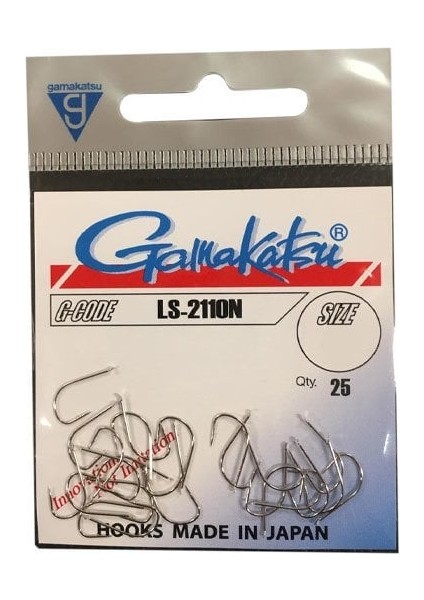 gamakatsu
g
Gamakatsu®
G-CODE LS-2110N SIZE
Qty. 25
Innovation
Not Imitation
HOOKS MADE IN JAPAN